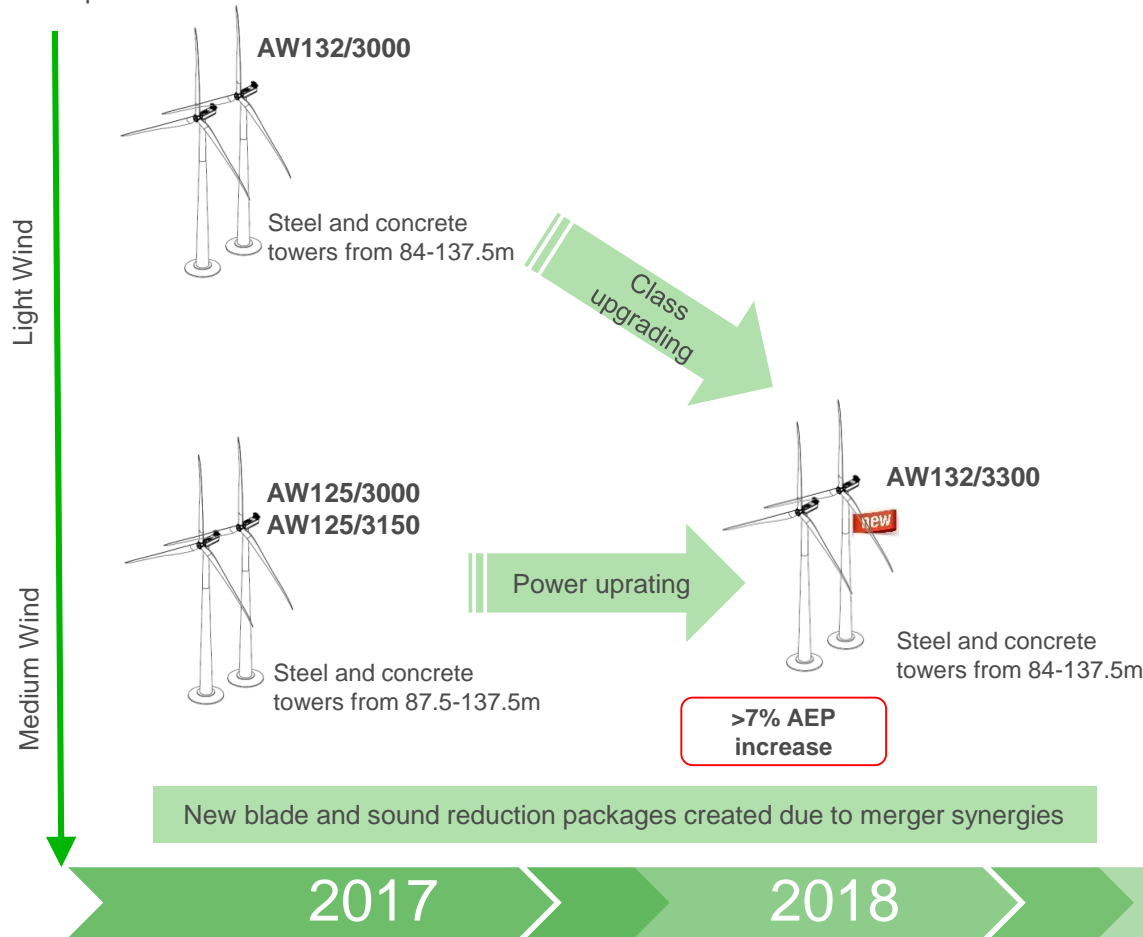 AW132/3000
Steel and concrete
towers from 84-137.5m
Light Wind
Class
upgrading
AW125/3000
AW125/3150
AW132/3300
new
Power uprating
Medium Wind
Steel and concrete
towers from 87.5-137.5m
Steel and concrete
towers from 84-137.5m
>7% AEP
increase
New blade and sound reduction packages created due to merger synergies
2017
2018